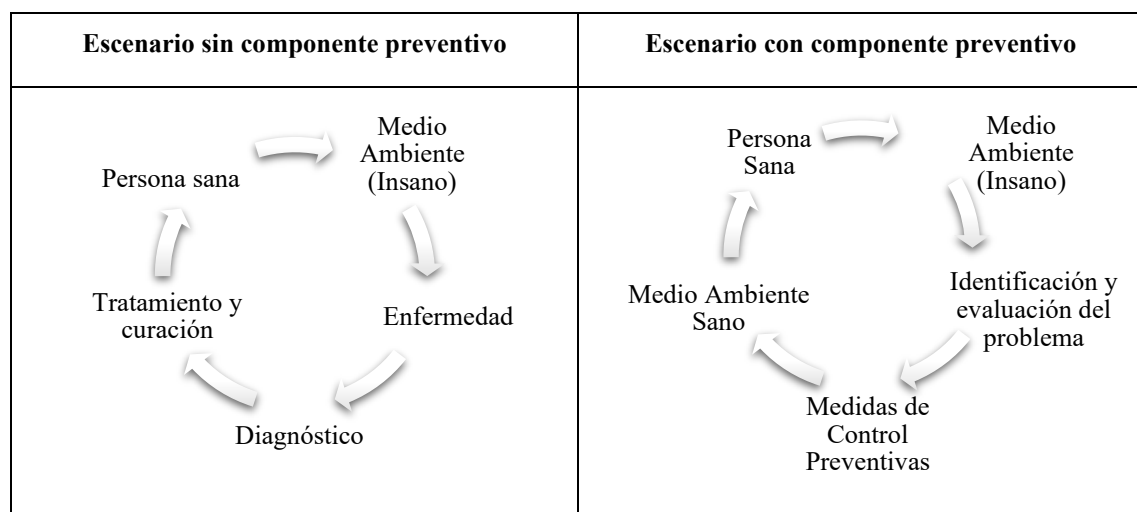 Escenario sin componente preventivo
Escenario con componente preventivo
Medio
Ambiente
(Insano)
Persona sana
Tratamiento y
curación
Enfermedad
Diagnóstico
Persona
Sana
Medio
Ambiente
(Insano)
Medio Ambiente
Sano
Identificación y
evaluación del
problema
Medidas de
Control
Preventivas